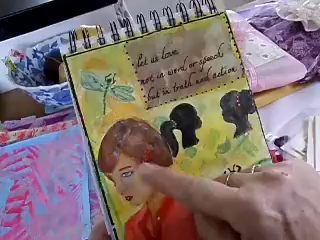 let us love
not in word or speech
but in truth and action